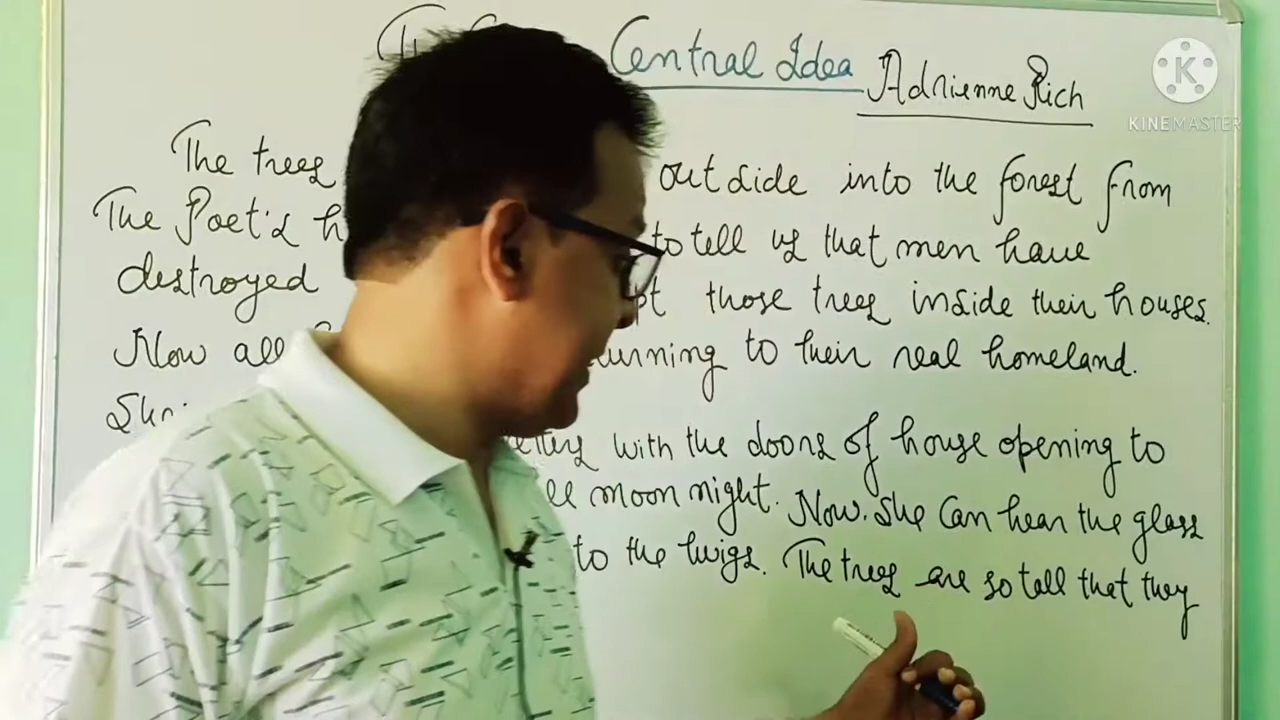 Central Idea Adrienne Rich
KINEMASTER
The trees outside into the forest from
The Poet's to tell us that men have
destroyed those trees inside their houses.
Now all to their real homeland.
with the doors of house opening to
moon night. Now. She Can hear the glass
to the twigs. The trees are so tall that they